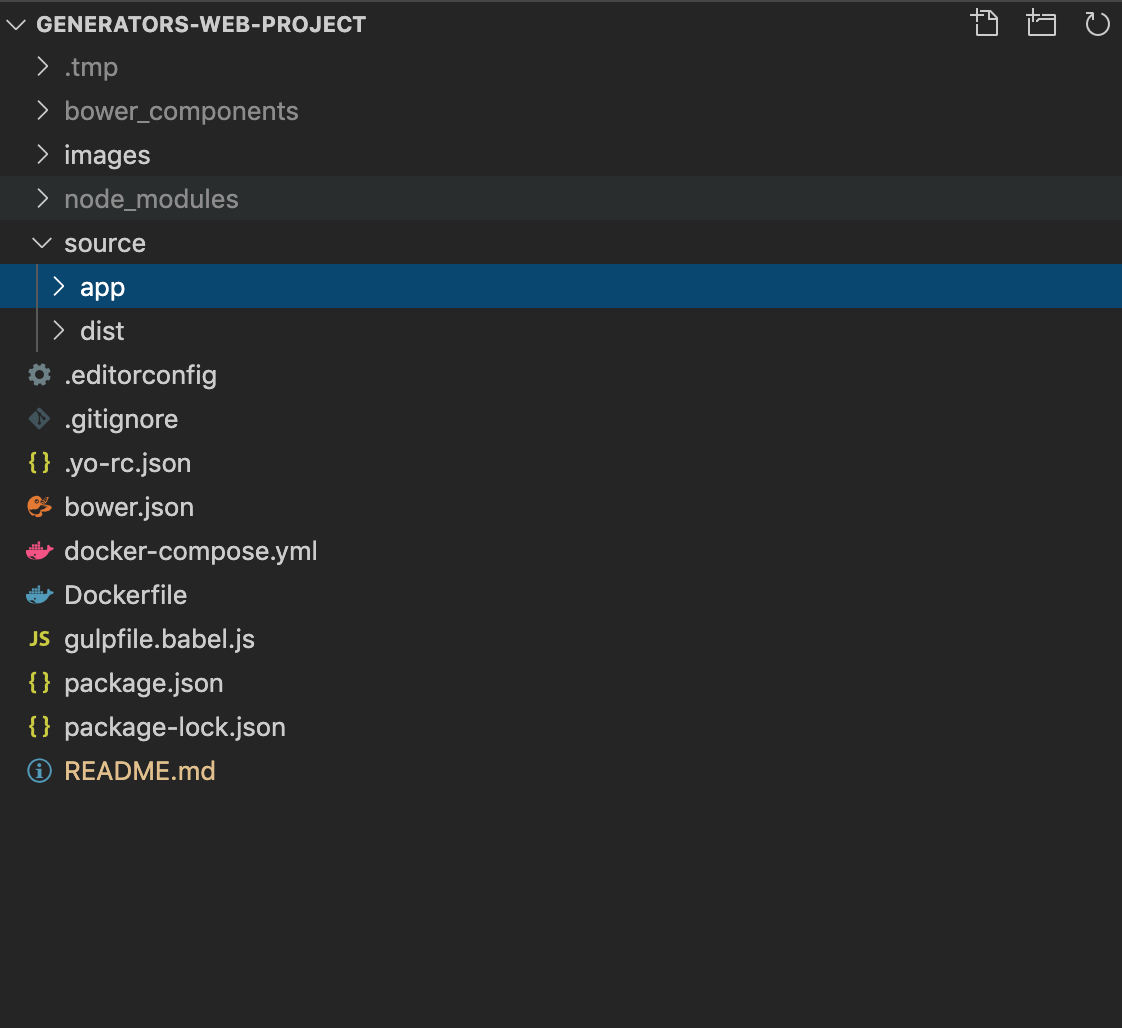 GENERATORS-WEB-PROJECT
.tmp
bower_components
images
node_modules
source
app
dist
.editorconfig
.gitignore
{} .yo-rc.json
bower.json
docker-compose.yml
Dockerfile
JS gulpfile.babel.js
{} package.json
{} package-lock.json
README.md